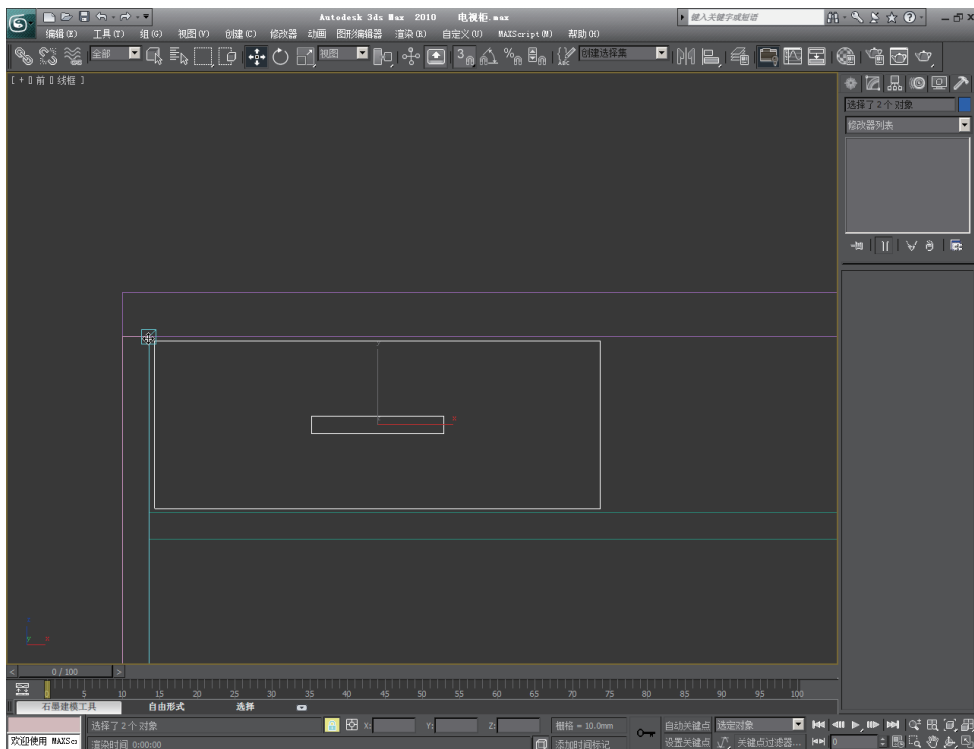 Autodesk 3ds Max 2010 电视柜.max
键入关键字或短语
编辑(E) 工具(T) 组(G) 视图(V) 创建(C) 修改器 动画 图形编辑器 渲染(R) 自定义(U) MAXScript(M) 帮助(H)
全部 视图 3 创建选择集
[ + 0 前 0 线框 ]
选择了2个对象
修改器列表
x
y
x
0 / 100
0 5 10 15 20 25 30 35 40 45 50 55 60 65 70 75 80 85 90 95 100
石墨建模工具 自由形式 选择
选择了2个对象 X: Y: Z: 栅格 = 10.0mm 自动关键点 选定对象
欢迎使用 MAXSc 渲染时间 0:00:00 添加时间标记 设置关键点 关键点过滤器... 0